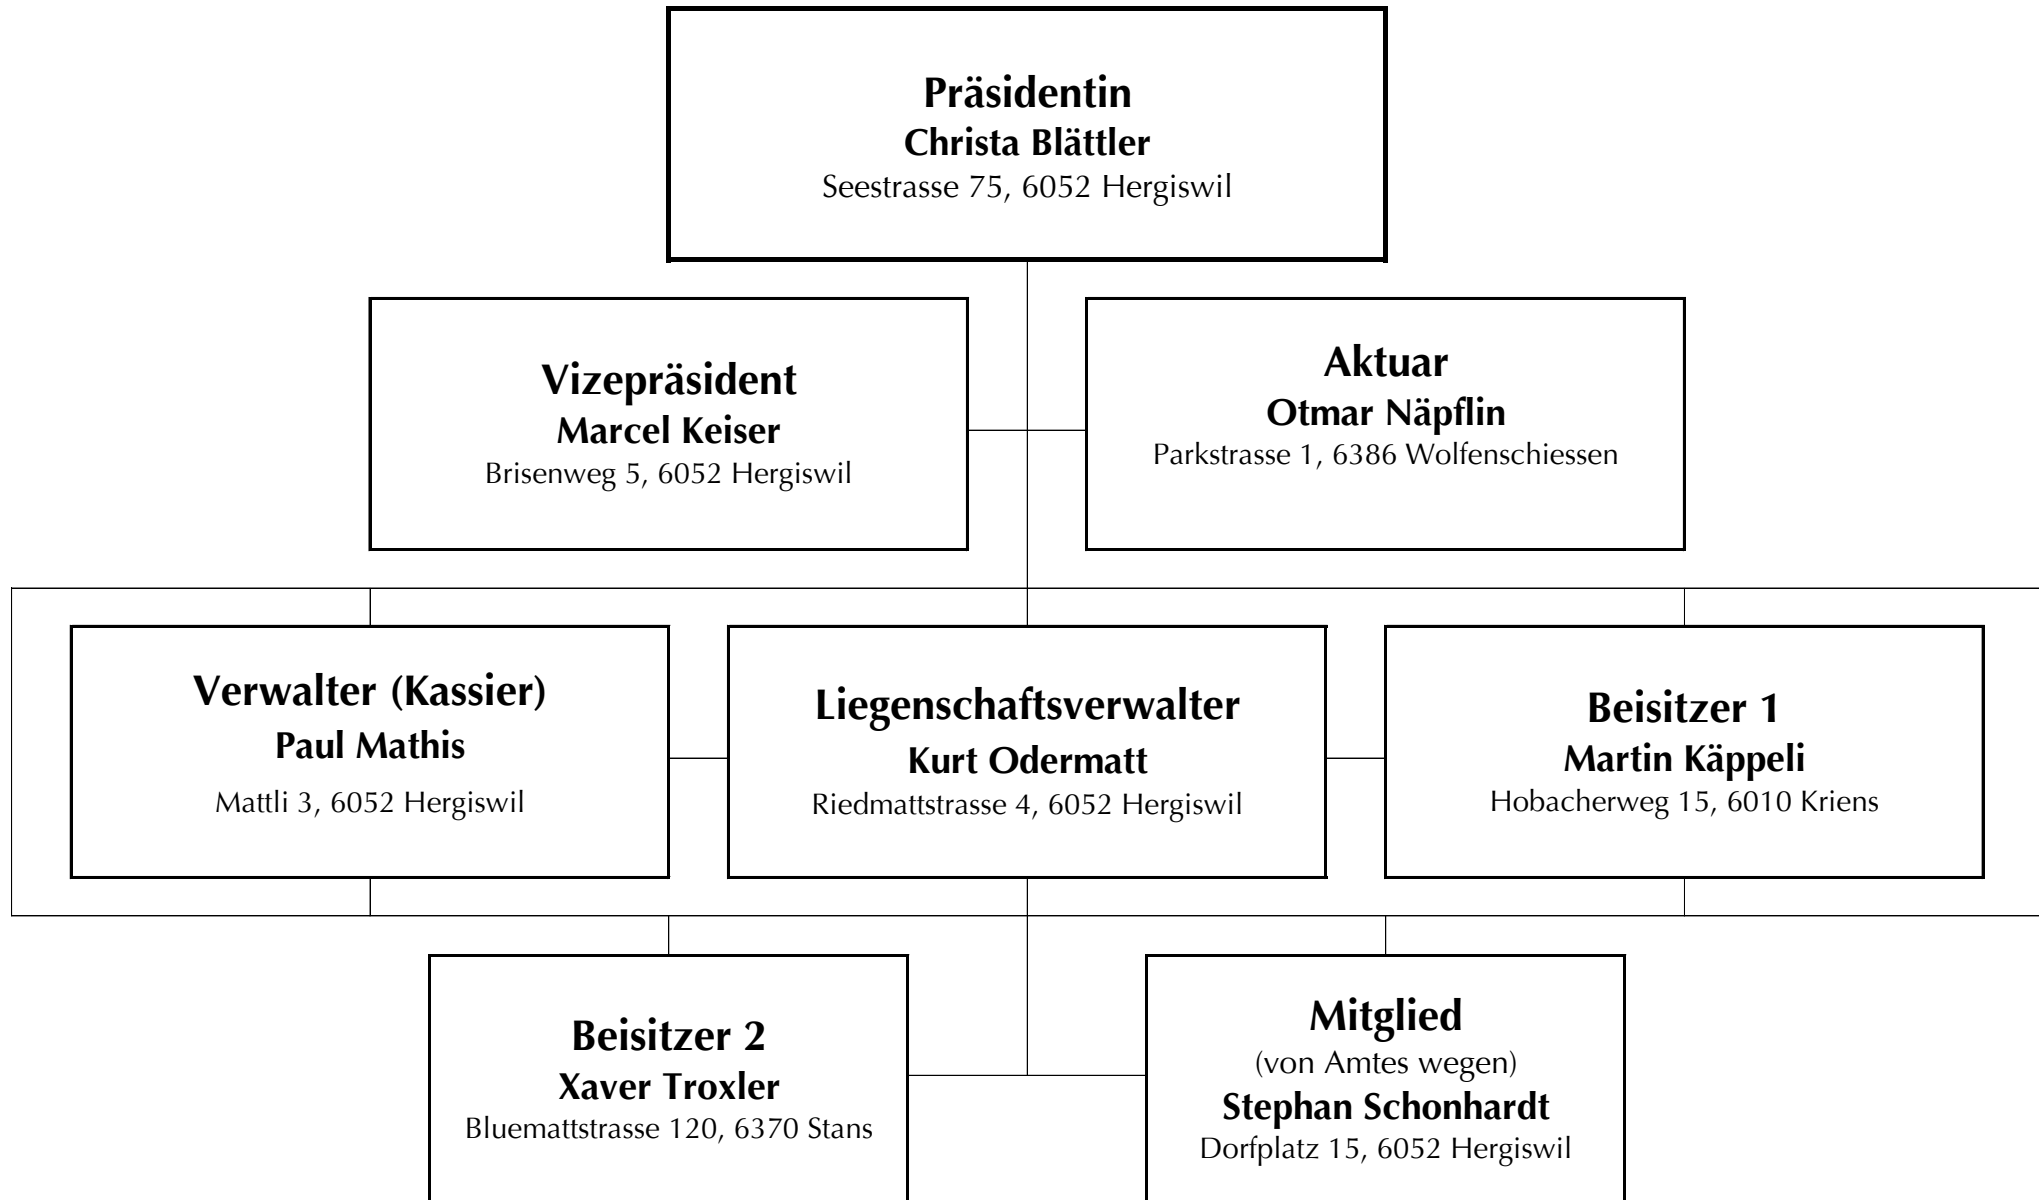 Präsidentin
Christa Blättler
Seestrasse 75, 6052 Hergiswil
Vizepräsident
Marcel Keiser
Brisenweg 5, 6052 Hergiswil
Aktuar
Otmar Näpflin
Parkstrasse 1, 6386 Wolfenschiessen
Verwalter (Kassier)
Paul Mathis
Mattli 3, 6052 Hergiswil
Liegenschaftsverwalter
Kurt Odermatt
Riedmattstrasse 4, 6052 Hergiswil
Beisitzer 1
Martin Käppeli
Hobacherweg 15, 6010 Kriens
Beisitzer 2
Xaver Troxler
Bluemattstrasse 120, 6370 Stans
Mitglied
(von Amtes wegen)
Stephan Schonhardt
Dorfplatz 15, 6052 Hergiswil